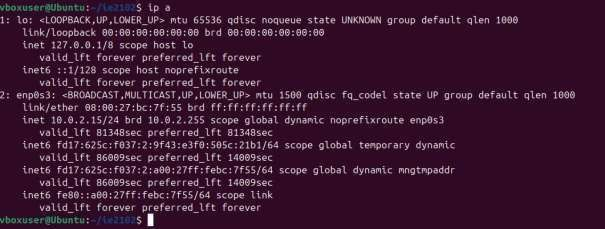 vboxuser@Ubuntu:~/ie2102$ ip a
1: lo: <LOOPBACK,UP,LOWER_UP> mtu 65536 qdisc noqueue state UNKNOWN group default qlen 1000
    link/loopback 00:00:00:00:00:00 brd 00:00:00:00:00:00
    inet 127.0.0.1/8 scope host lo
       valid_lft forever preferred_lft forever
    inet6 ::1/128 scope host noprefixroute
       valid_lft forever preferred_lft forever
2: enp0s3: <BROADCAST,MULTICAST,UP,LOWER_UP> mtu 1500 qdisc fq_codel state UP group default qlen 1000
    link/ether 08:00:27:bc:7f:55 brd ff:ff:ff:ff:ff:ff
    inet 10.0.2.15/24 brd 10.0.2.255 scope global dynamic noprefixroute enp0s3
       valid_lft 81348sec preferred_lft 81348sec
    inet6 fd17:625c:f037:2:9f43:e3f0:505c:21b1/64 scope global temporary dynamic
       valid_lft 86009sec preferred_lft 14009sec
    inet6 fd17:625c:f037:2:a00:27ff:febc:7f55/64 scope global dynamic mngtmpaddr
       valid_lft 86009sec preferred_lft 14009sec
    inet6 fe80::a00:27ff:febc:7f55/64 scope link
       valid_lft forever preferred_lft forever
vboxuser@Ubuntu:~/ie2102$